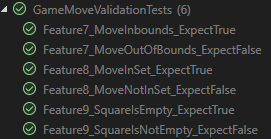 GameMoveValidationTests (6)
Feature7_MoveInbounds_ExpectTrue
Feature7_MoveOutOfBounds_ExpectFalse
Feature8_MoveInSet_ExpectTrue
Feature8_MoveNotInSet_ExpectFalse
Feature9_SquareIsEmpty_ExpectTrue
Feature9_SquareIsNotEmpty_ExpectFalse